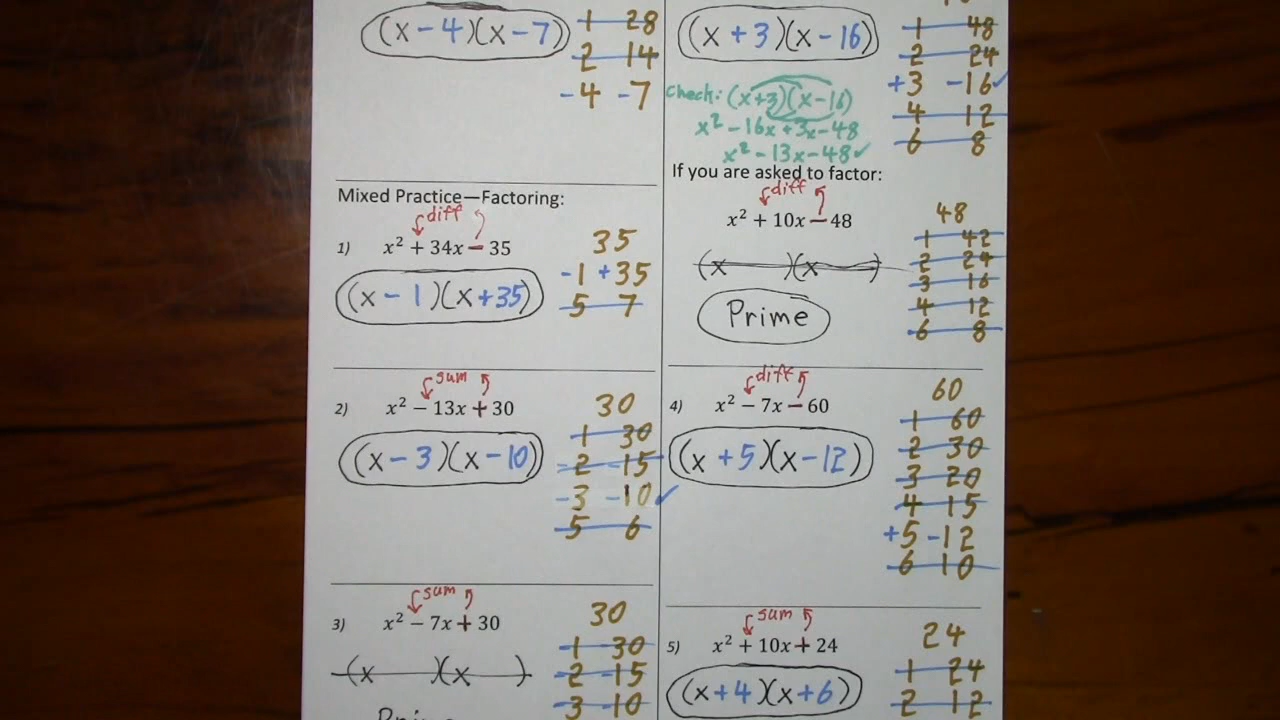 (x - 4)(x - 7)
1 28
2 14
-4 -7
Mixed Practice—Factoring:
diff
1) x² + 34x - 35
(x - 1)(x + 35)
35
-1 +35
5 7
sum
2) x² - 13x + 30
(x - 3)(x - 10)
30
1 30
2 -15
-3 -10 ✓
5 6
sum
3) x² - 7x + 30
(x )(x )
30
-1 -30
-2 -15
-3 -10
(x + 3)(x - 16)
1 48
2 24
+3 -16 ✓
4 12
6 8
Check: (x+3)(x-16)
x² - 16x + 3x - 48
x² - 13x - 48 ✓
If you are asked to factor:
diff
x² + 10x - 48
(x )(x )
Prime
48
1 42
2 24
3 16
4 12
6 8
diff
4) x² - 7x - 60
(x + 5)(x - 12)
60
1 60
2 30
3 20
4 15
+5 -12
6 10
sum
5) x² + 10x + 24
(x + 4)(x + 6)
24
1 24
2 12